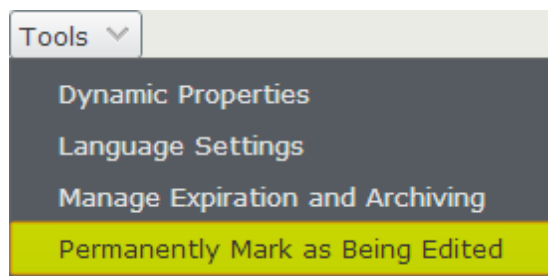 Tools
Dynamic Properties
Language Settings
Manage Expiration and Archiving
Permanently Mark as Being Edited